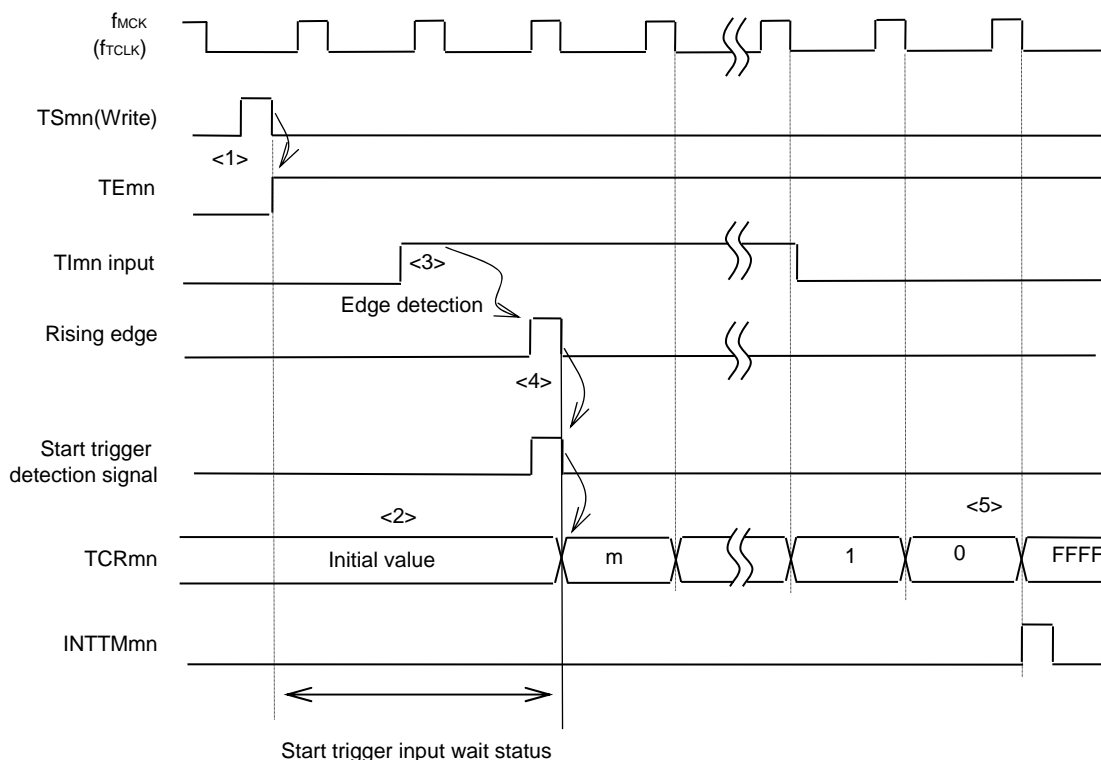 fMCK
(fTCLK)
TSmn(Write)
<1>
TEmn
TImn input
<3>
Edge detection
Rising edge
<4>
Start trigger
detection signal
<2>
<5>
TCRmn
Initial value
m
1
0
FFFF
INTTMmn
Start trigger input wait status